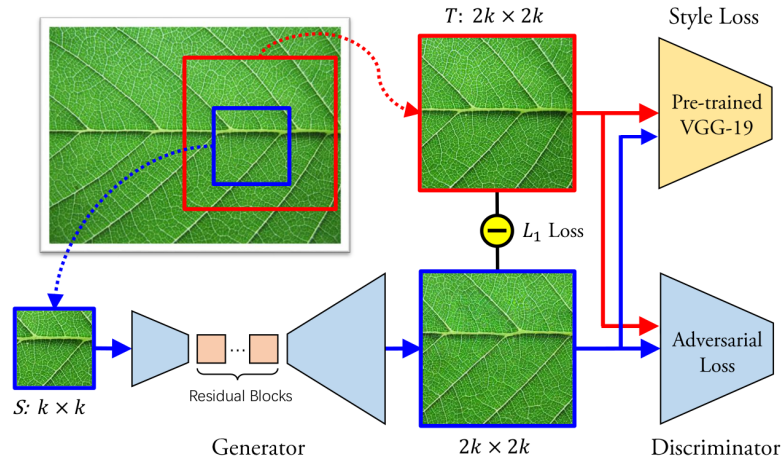 T: 2k × 2k
Style Loss
Pre-trained
VGG-19
L₁ Loss
S: k × k
Residual Blocks
Generator
2k × 2k
Adversarial
Loss
Discriminator